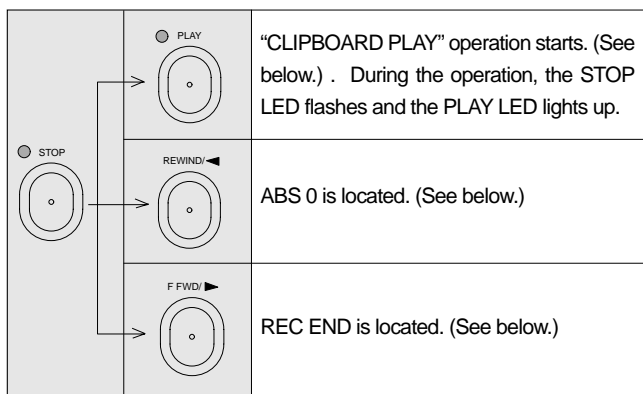 PLAY
“CLIPBOARD PLAY” operation starts. (See
below.) . During the operation, the STOP
LED flashes and the PLAY LED lights up.
STOP
REWIND/◀
ABS 0 is located. (See below.)
F FWD/ ▶
REC END is located. (See below.)